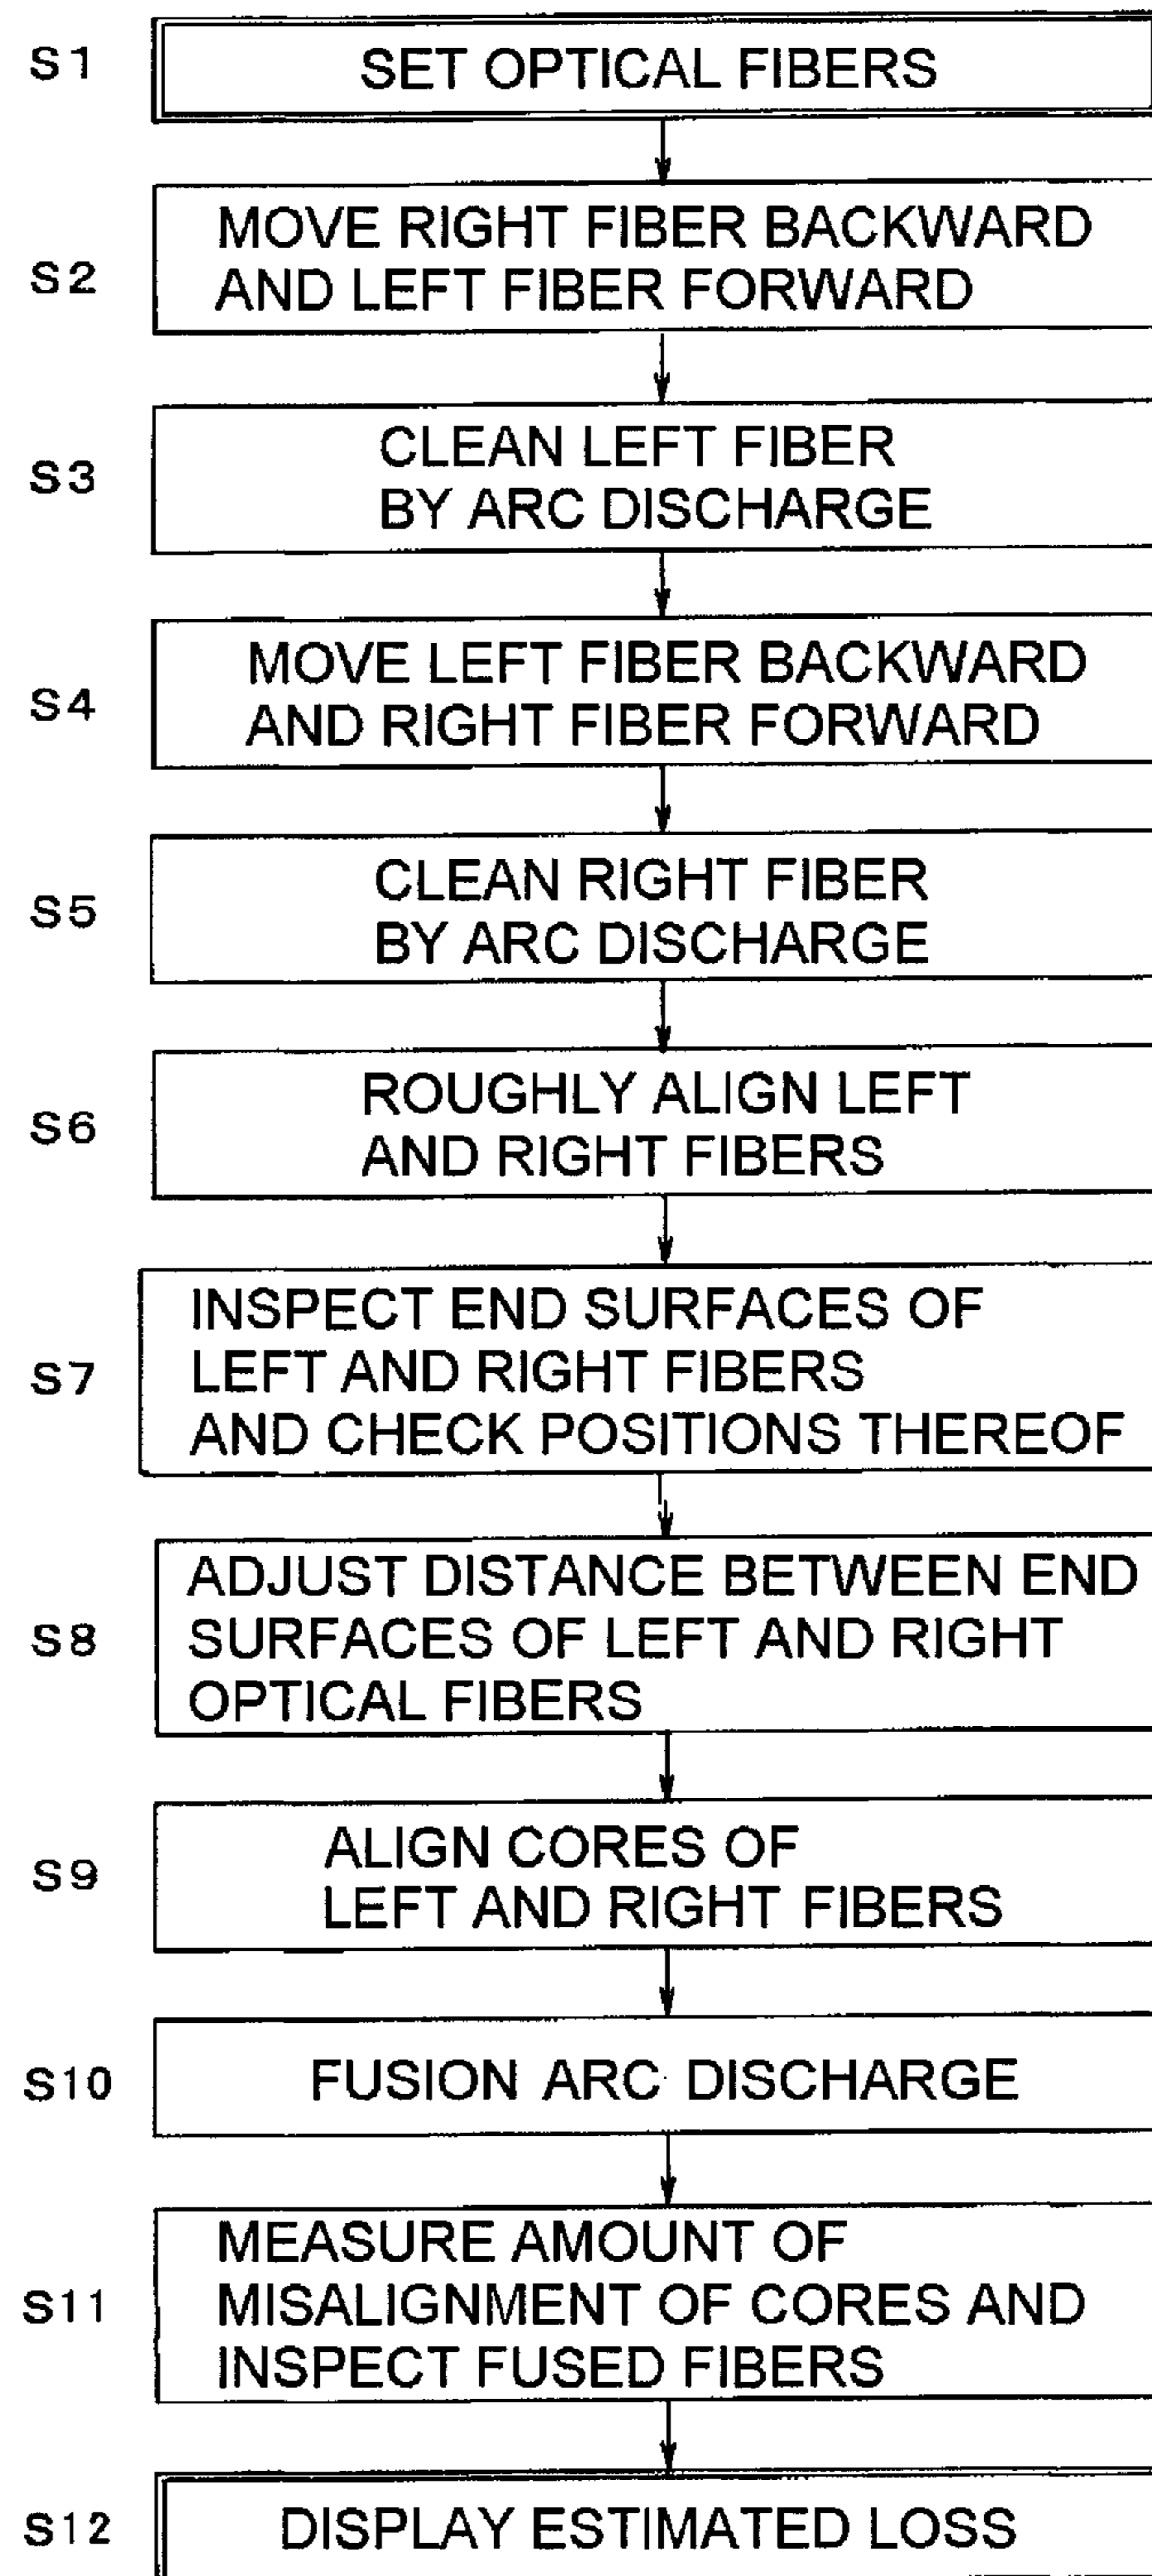 S1 SET OPTICAL FIBERS
S2 MOVE RIGHT FIBER BACKWARD
AND LEFT FIBER FORWARD
S3 CLEAN LEFT FIBER
BY ARC DISCHARGE
S4 MOVE LEFT FIBER BACKWARD
AND RIGHT FIBER FORWARD
S5 CLEAN RIGHT FIBER
BY ARC DISCHARGE
S6 ROUGHLY ALIGN LEFT
AND RIGHT FIBERS
S7 INSPECT END SURFACES OF
LEFT AND RIGHT FIBERS
AND CHECK POSITIONS THEREOF
S8 ADJUST DISTANCE BETWEEN END
SURFACES OF LEFT AND RIGHT
OPTICAL FIBERS
S9 ALIGN CORES OF
LEFT AND RIGHT FIBERS
S10 FUSION ARC DISCHARGE
S11 MEASURE AMOUNT OF
MISALIGNMENT OF CORES AND
INSPECT FUSED FIBERS
S12 DISPLAY ESTIMATED LOSS